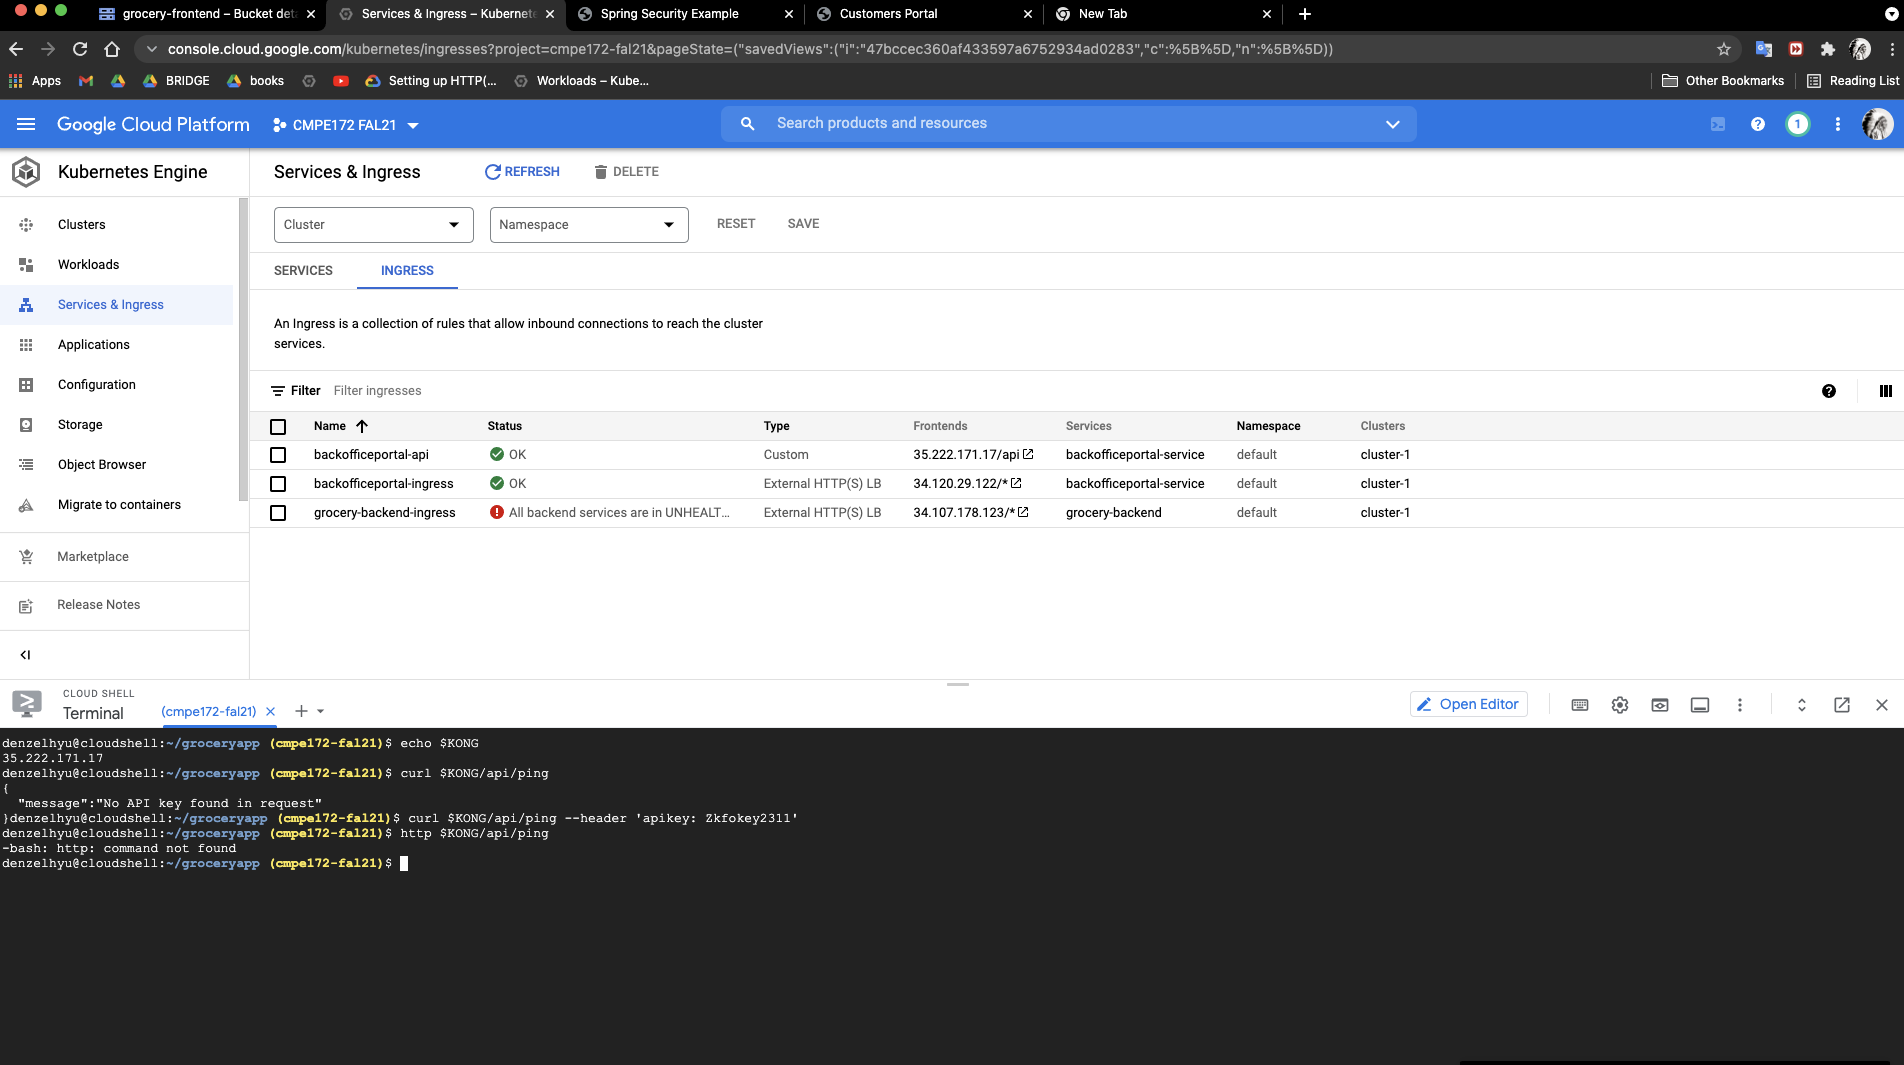 grocery-frontend – Bucket deta
Services & Ingress – Kubernete
Spring Security Example
Customers Portal
New Tab
console.cloud.google.com/kubernetes/ingresses?project=cmpe172-fal21&pageState=("savedViews":("i":"47bccec360af433597a6752934ad0283","c":%5B%5D,"n":%5B%5D))
Apps
BRIDGE
books
Setting up HTTP(...
Workloads – Kube...
Other Bookmarks
Reading List
Google Cloud Platform
CMPE172 FAL21
Search products and resources
1
Kubernetes Engine
Services & Ingress
REFRESH
DELETE
Clusters
Workloads
Services & Ingress
Applications
Configuration
Storage
Object Browser
Migrate to containers
Marketplace
Release Notes
Cluster
Namespace
RESET
SAVE
SERVICES
INGRESS
An Ingress is a collection of rules that allow inbound connections to reach the cluster
services.
Filter Filter ingresses
Name Status Type Frontends Services Namespace Clusters
backofficeportal-api OK Custom 35.222.171.17/api backofficeportal-service default cluster-1
backofficeportal-ingress OK External HTTP(S) LB 34.120.29.122/* backofficeportal-service default cluster-1
grocery-backend-ingress All backend services are in UNHEALT... External HTTP(S) LB 34.107.178.123/* grocery-backend default cluster-1
CLOUD SHELL
Terminal
(cmpe172-fal21)
Open Editor
denzelhyu@cloudshell:~/groceryapp (cmpe172-fal21)$ echo $KONG
35.222.171.17
denzelhyu@cloudshell:~/groceryapp (cmpe172-fal21)$ curl $KONG/api/ping
{
"message":"No API key found in request"
}denzelhyu@cloudshell:~/groceryapp (cmpe172-fal21)$ curl $KONG/api/ping --header 'apikey: Zkfokey2311'
denzelhyu@cloudshell:~/groceryapp (cmpe172-fal21)$ http $KONG/api/ping
-bash: http: command not found
denzelhyu@cloudshell:~/groceryapp (cmpe172-fal21)$